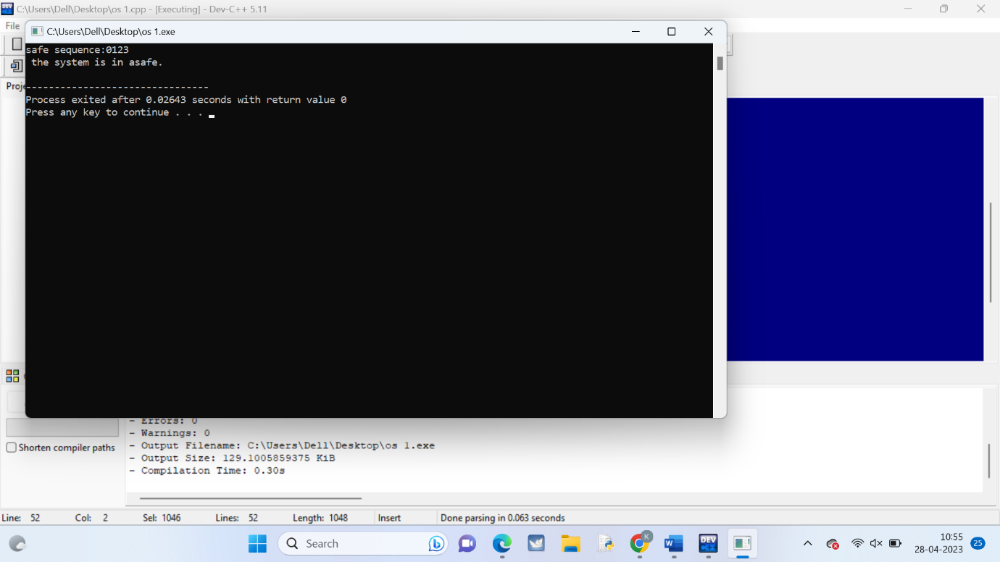 C:\Users\Dell\Desktop\os 1.cpp - [Executing] - Dev-C++ 5.11
File
C:\Users\Dell\Desktop\os 1.exe
safe sequence:0123
the system is in asafe.
--------------------------------
Process exited after 0.02643 seconds with return value 0
Press any key to continue . . .
Proje
- Errors: 0
- Warnings: 0
- Output Filename: C:\Users\Dell\Desktop\os 1.exe
- Output Size: 129.1005859375 KiB
- Compilation Time: 0.30s
Shorten compiler paths
Line: 52 Col: 2 Sel: 1046 Lines: 52 Length: 1048 Insert Done parsing in 0.063 seconds
Search
K
W
DEV
10:55
28-04-2023
25